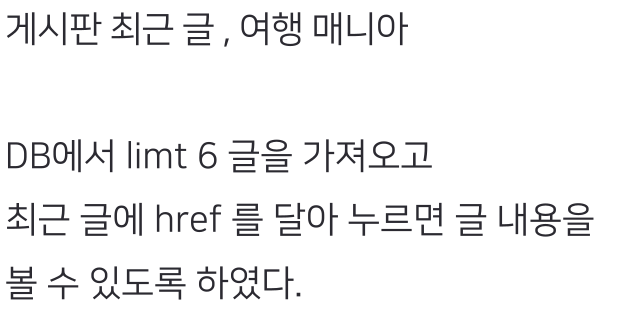 게시판 최근 글 , 여행 매니아
DB에서 limt 6 글을 가져오고
최근 글에 href 를 달아 누르면 글 내용을
볼 수 있도록 하였다.